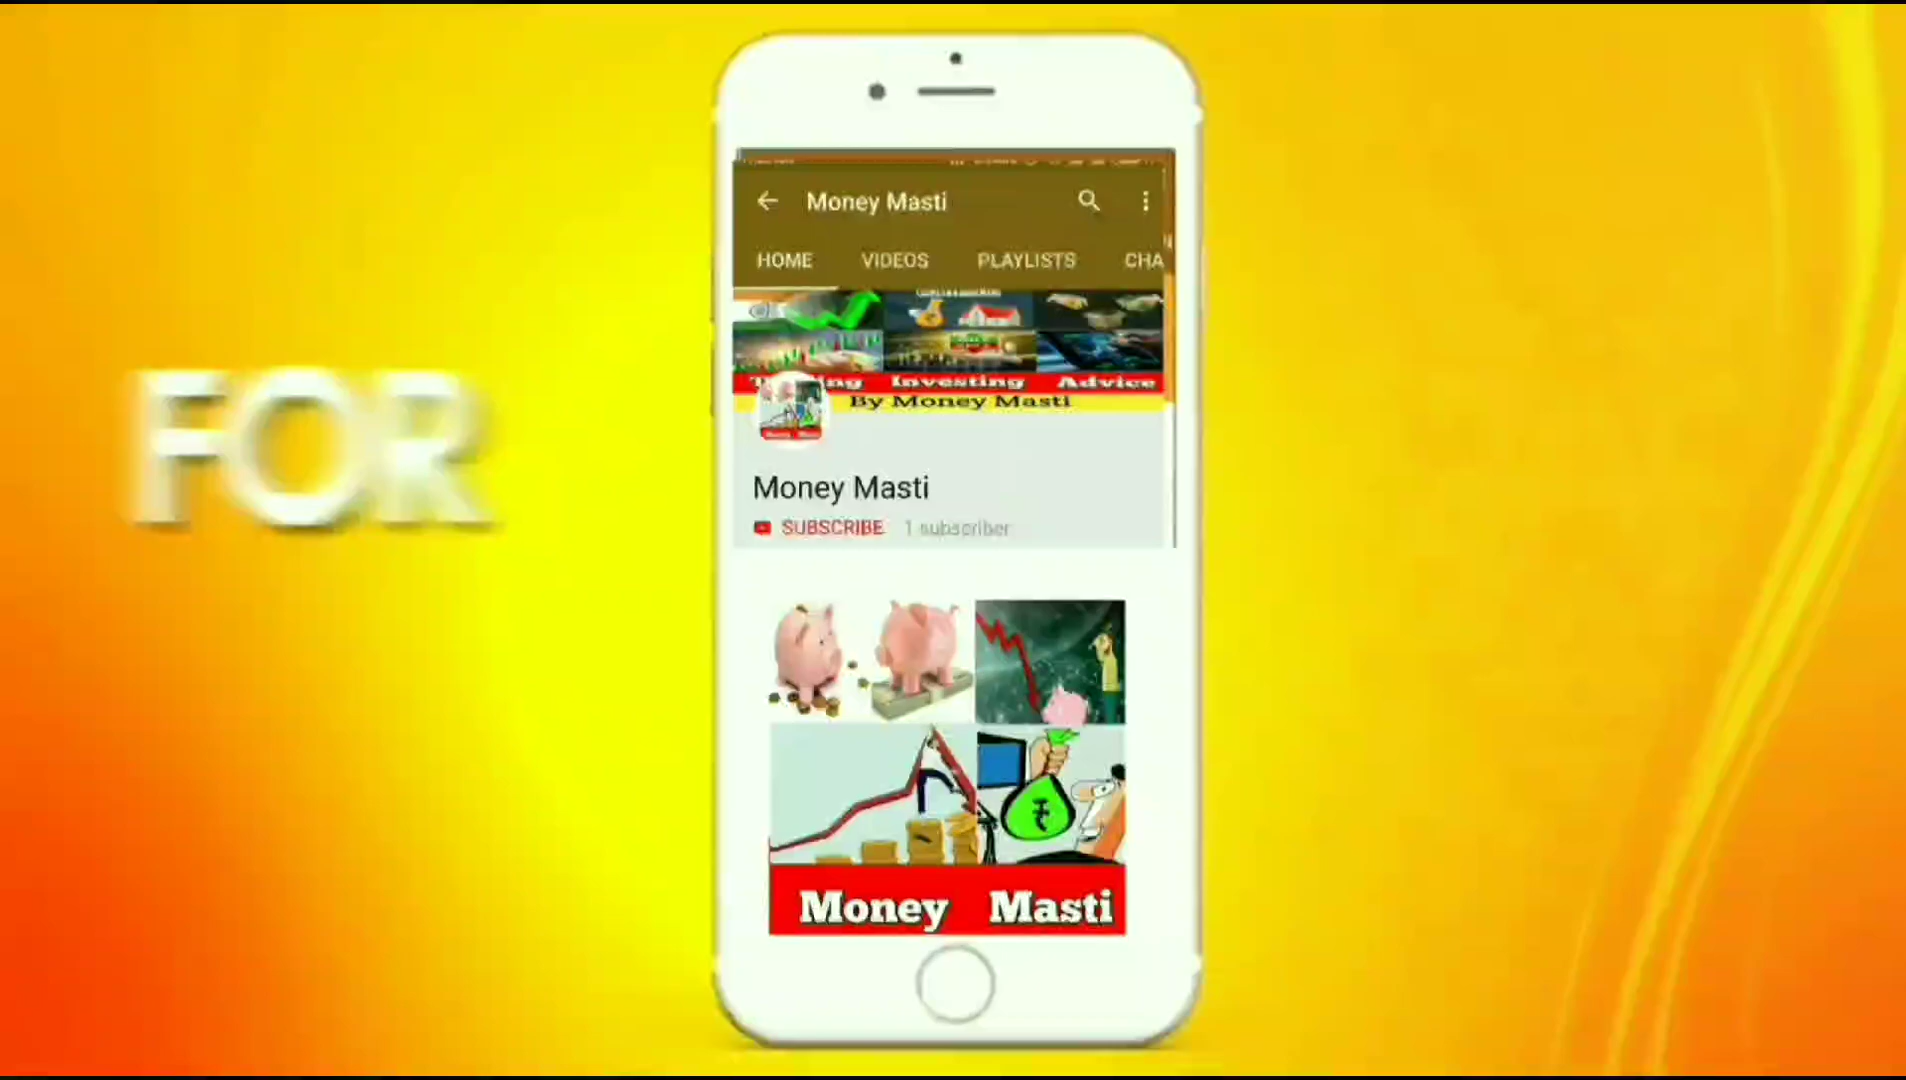 FOR
Money Masti
HOME VIDEOS PLAYLISTS CHA
Investing Advice
By Money Masti
Money Masti
SUBSCRIBE 1 subscriber
₹
Money Masti